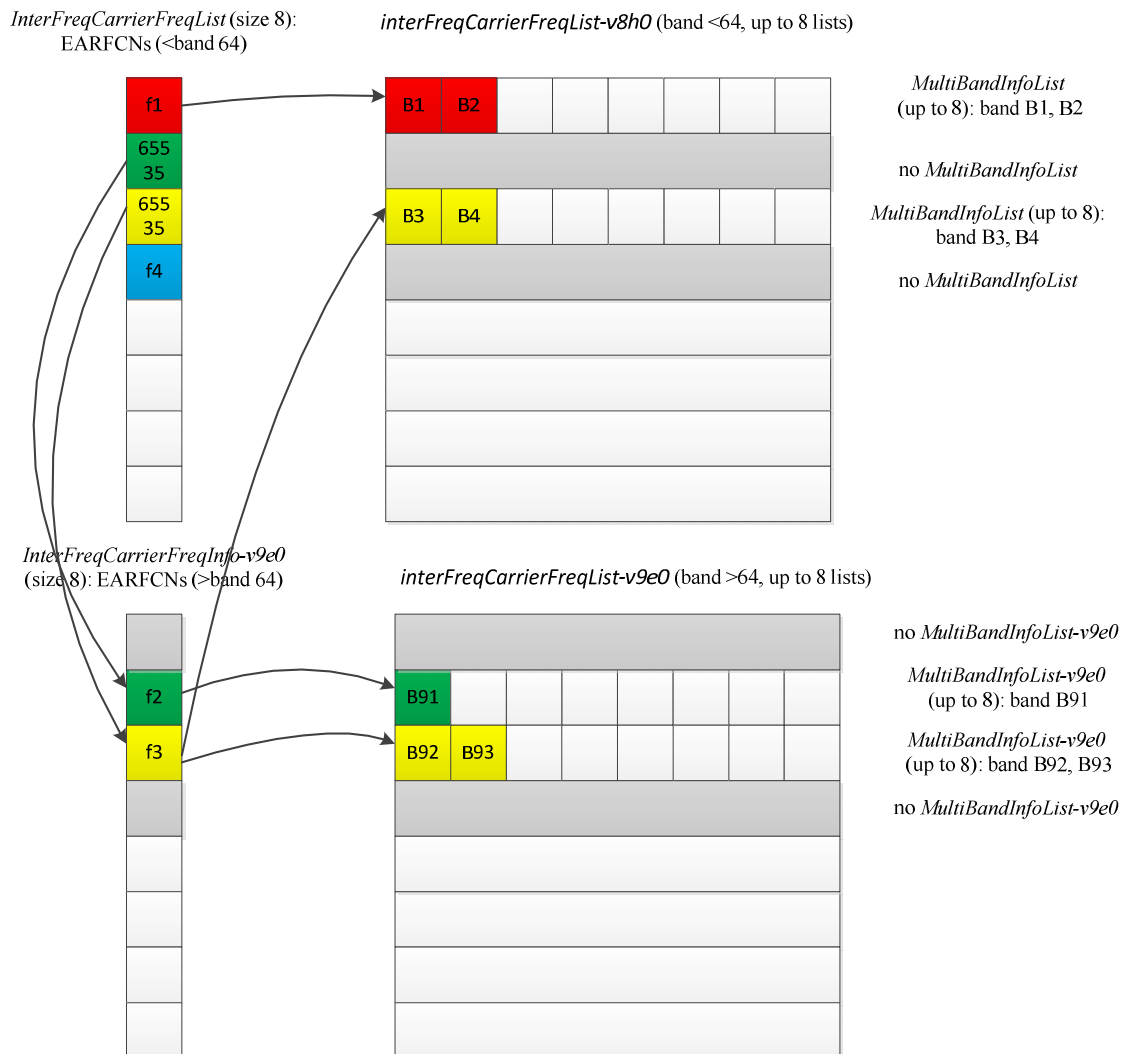 InterFreqCarrierFreqList (size 8):
EARFCNs (<band 64)
interFreqCarrierFreqList-v8h0 (band <64, up to 8 lists)
f1
B1 B2
MultiBandInfoList
(up to 8): band B1, B2
655
35
no MultiBandInfoList
655
35
B3 B4
MultiBandInfoList (up to 8):
band B3, B4
f4
no MultiBandInfoList
InterFreqCarrierFreqInfo-v9e0
(size 8): EARFCNs (>band 64)
interFreqCarrierFreqList-v9e0 (band >64, up to 8 lists)
no MultiBandInfoList-v9e0
f2
B91
MultiBandInfoList-v9e0
(up to 8): band B91
f3
B92 B93
MultiBandInfoList-v9e0
(up to 8): band B92, B93
no MultiBandInfoList-v9e0